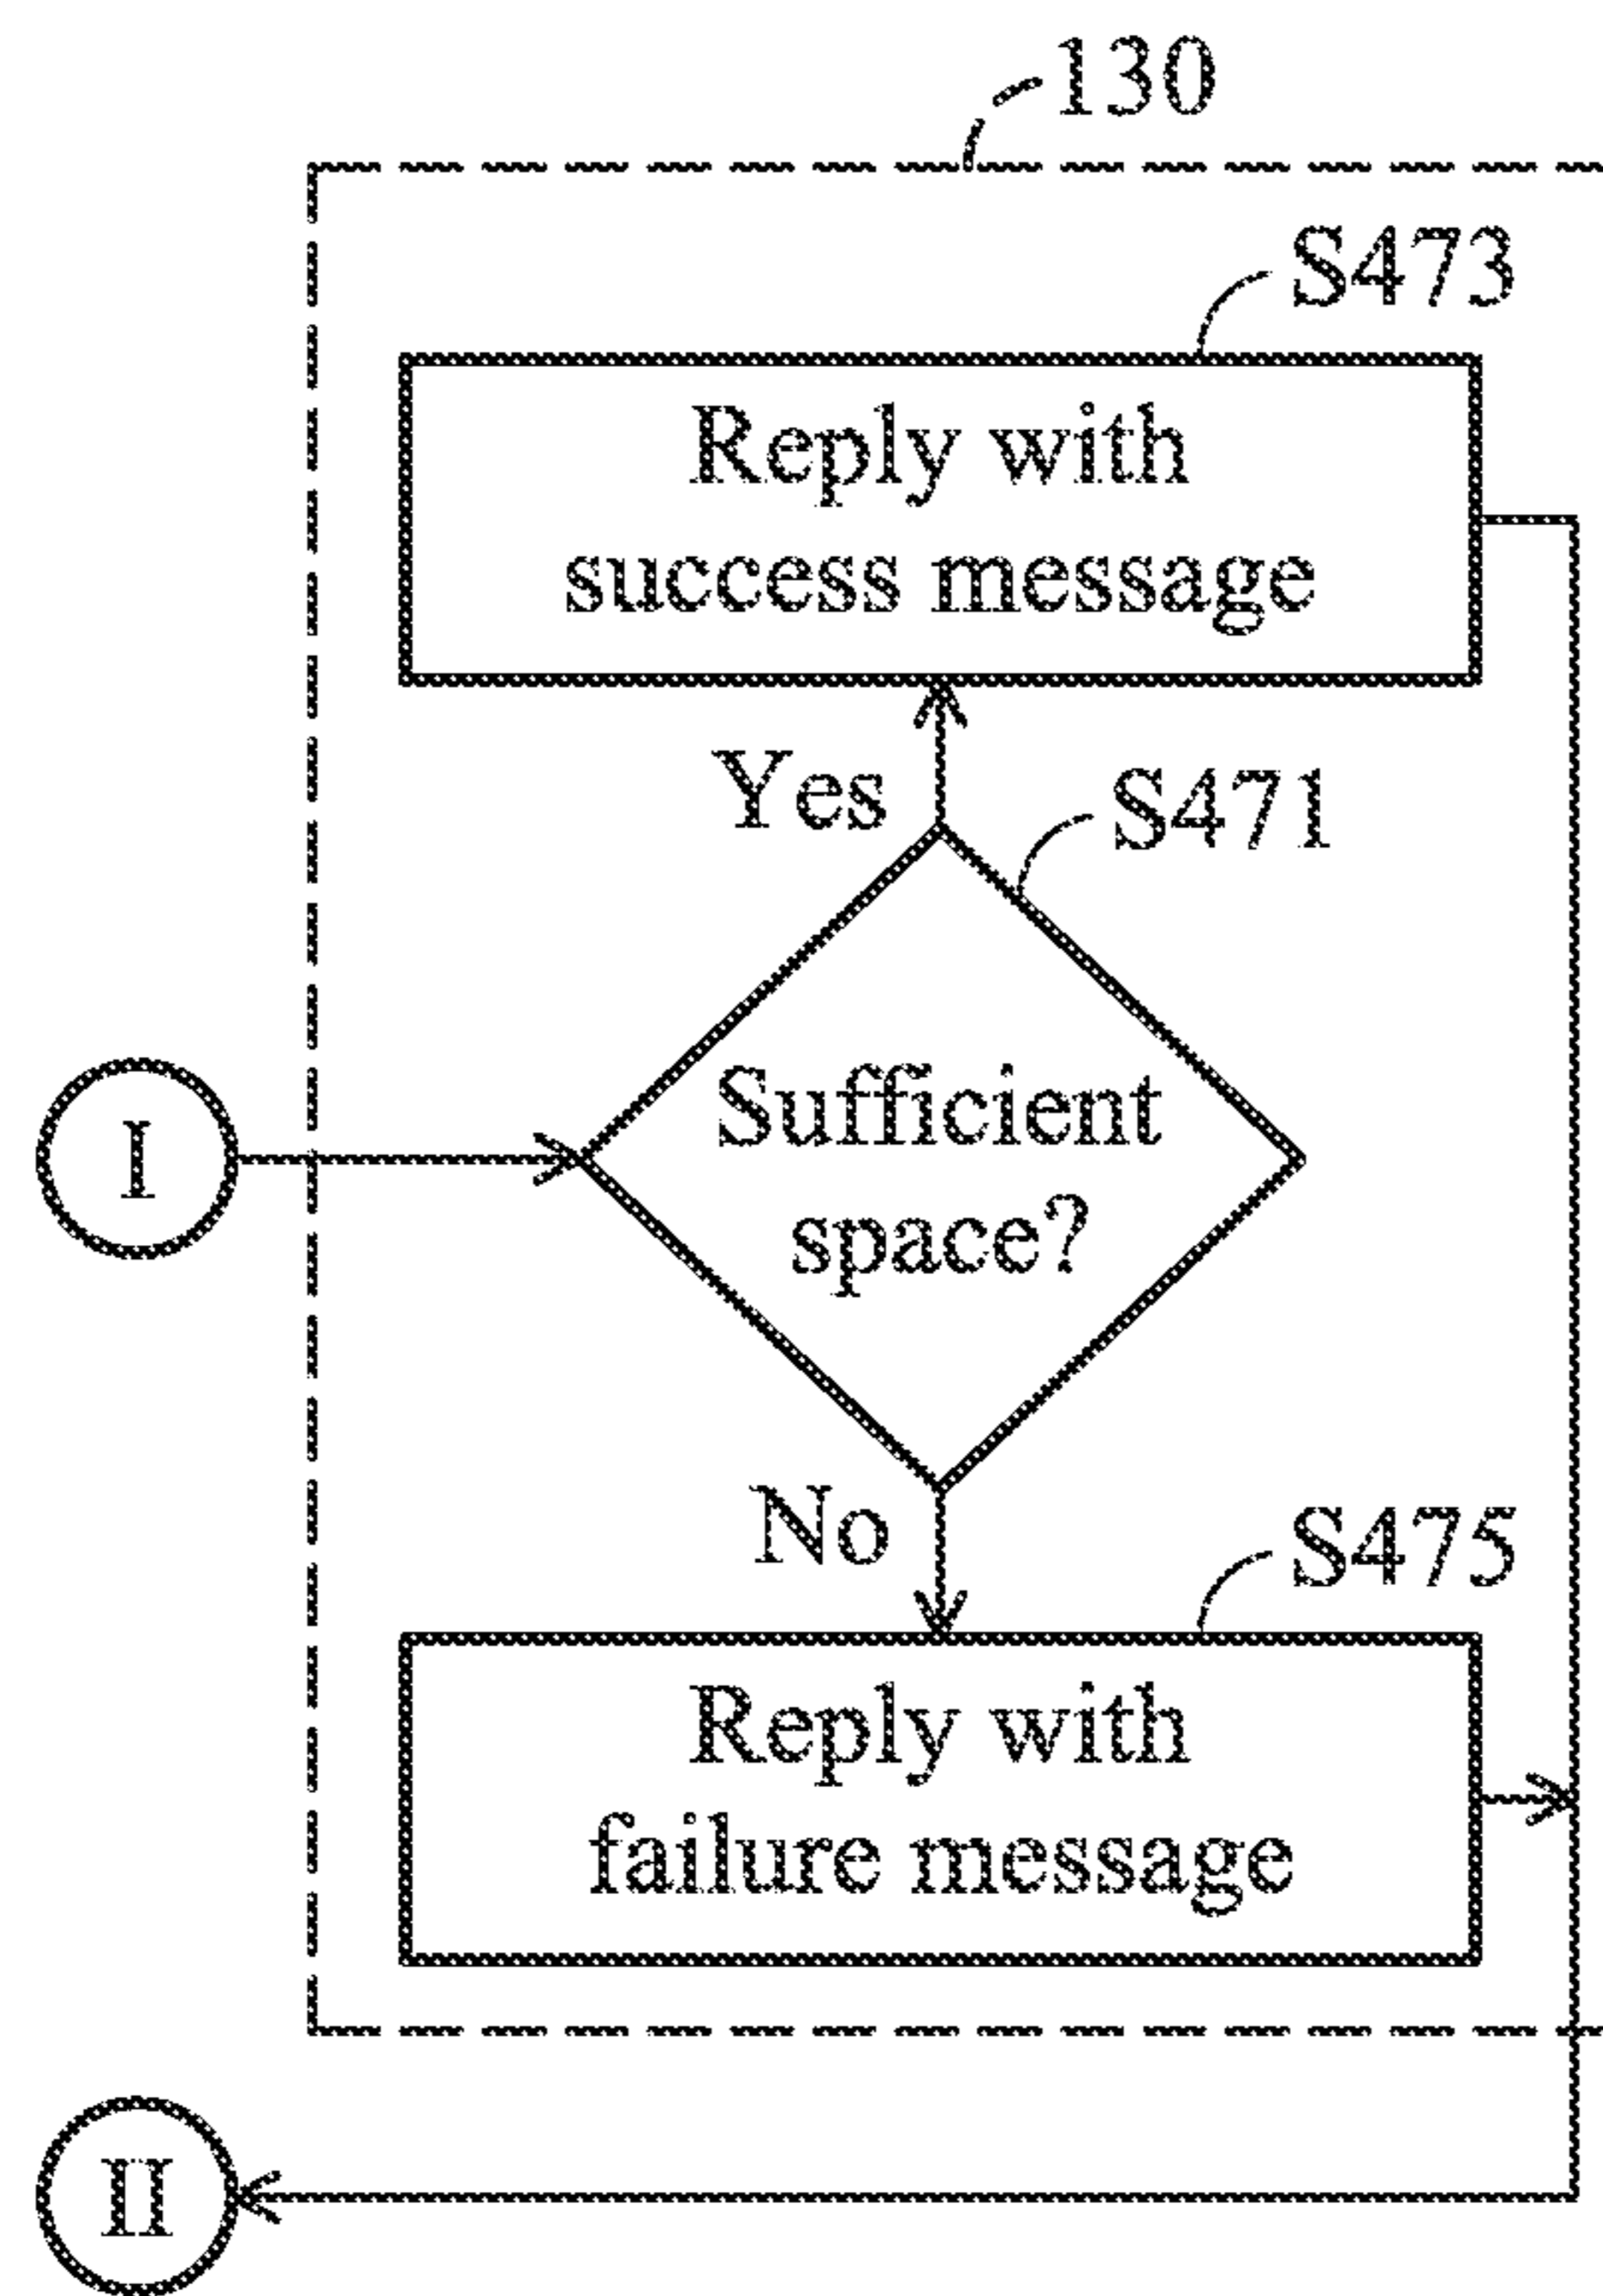 130
S473
Reply with
success message
Yes
S471
I
Sufficient
space?
No
S475
Reply with
failure message
II